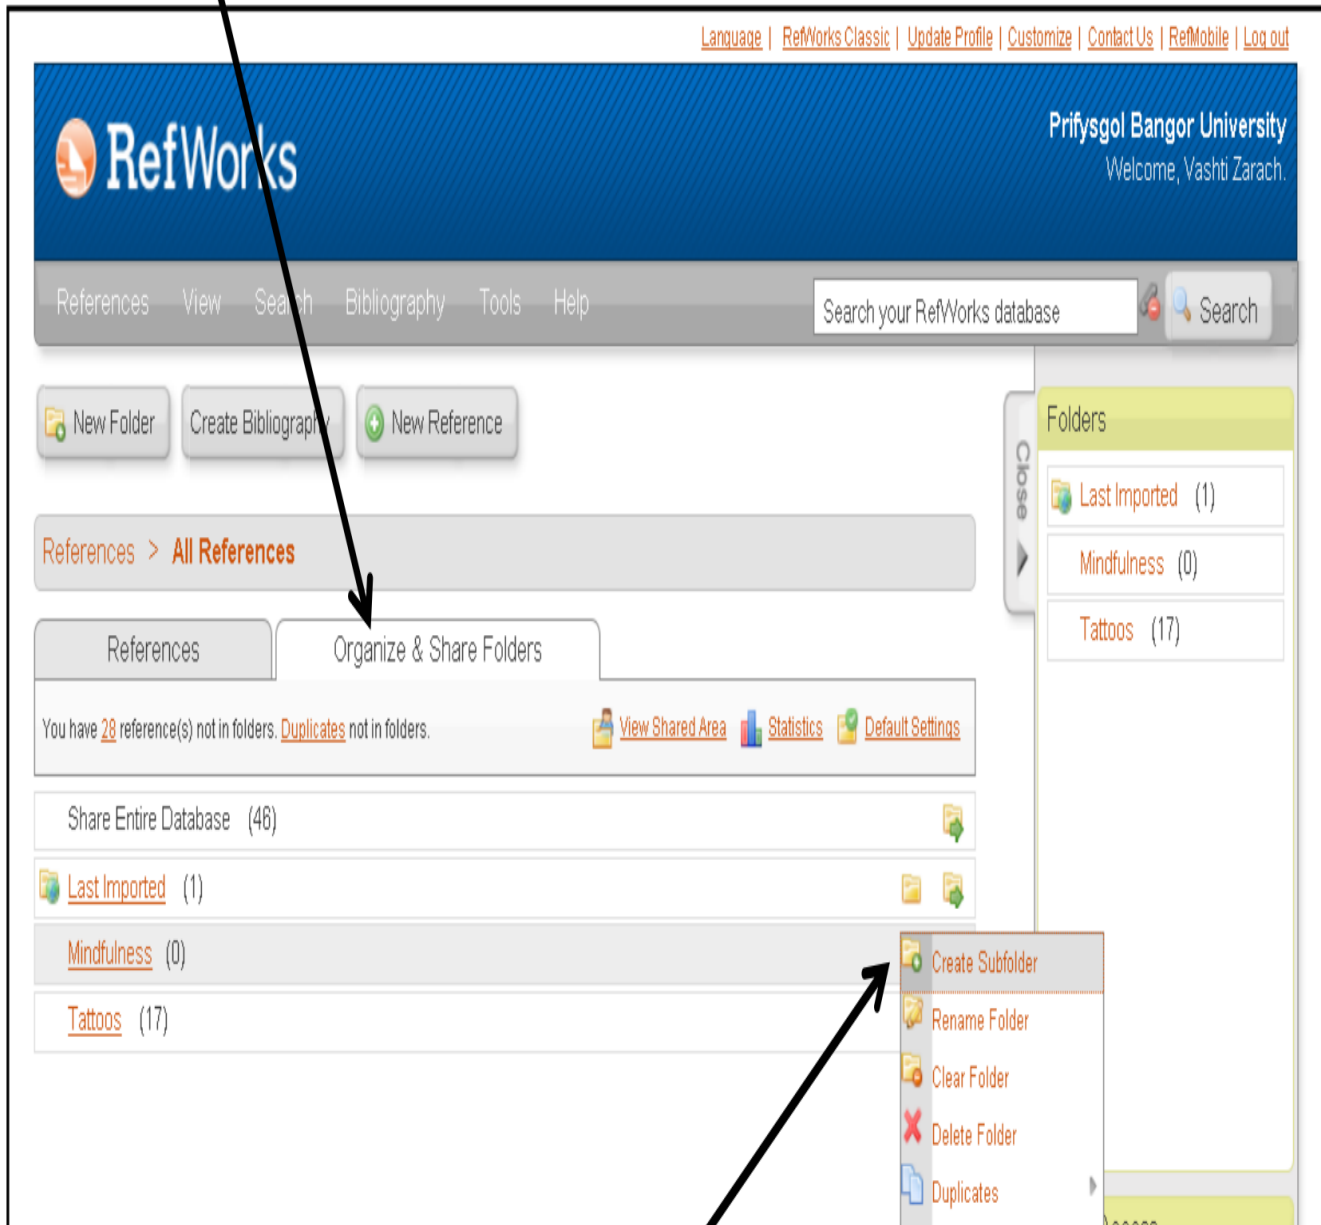 Language | RefWorks Classic | Update Profile | Customize | Contact Us | RefMobile | Log out
RefWorks
Prifysgol Bangor University
Welcome, Vashti Zarach.
References View Search Bibliography Tools Help
Search your RefWorks database
Search
New Folder
Create Bibliography
New Reference
References > All References
References
Organize & Share Folders
You have 28 reference(s) not in folders. Duplicates not in folders.
View Shared Area
Statistics
Default Settings
Share Entire Database (46)
Last Imported (1)
Mindfulness (0)
Tattoos (17)
Create Subfolder
Rename Folder
Clear Folder
Delete Folder
Duplicates
Close
Folders
Last Imported (1)
Mindfulness (0)
Tattoos (17)